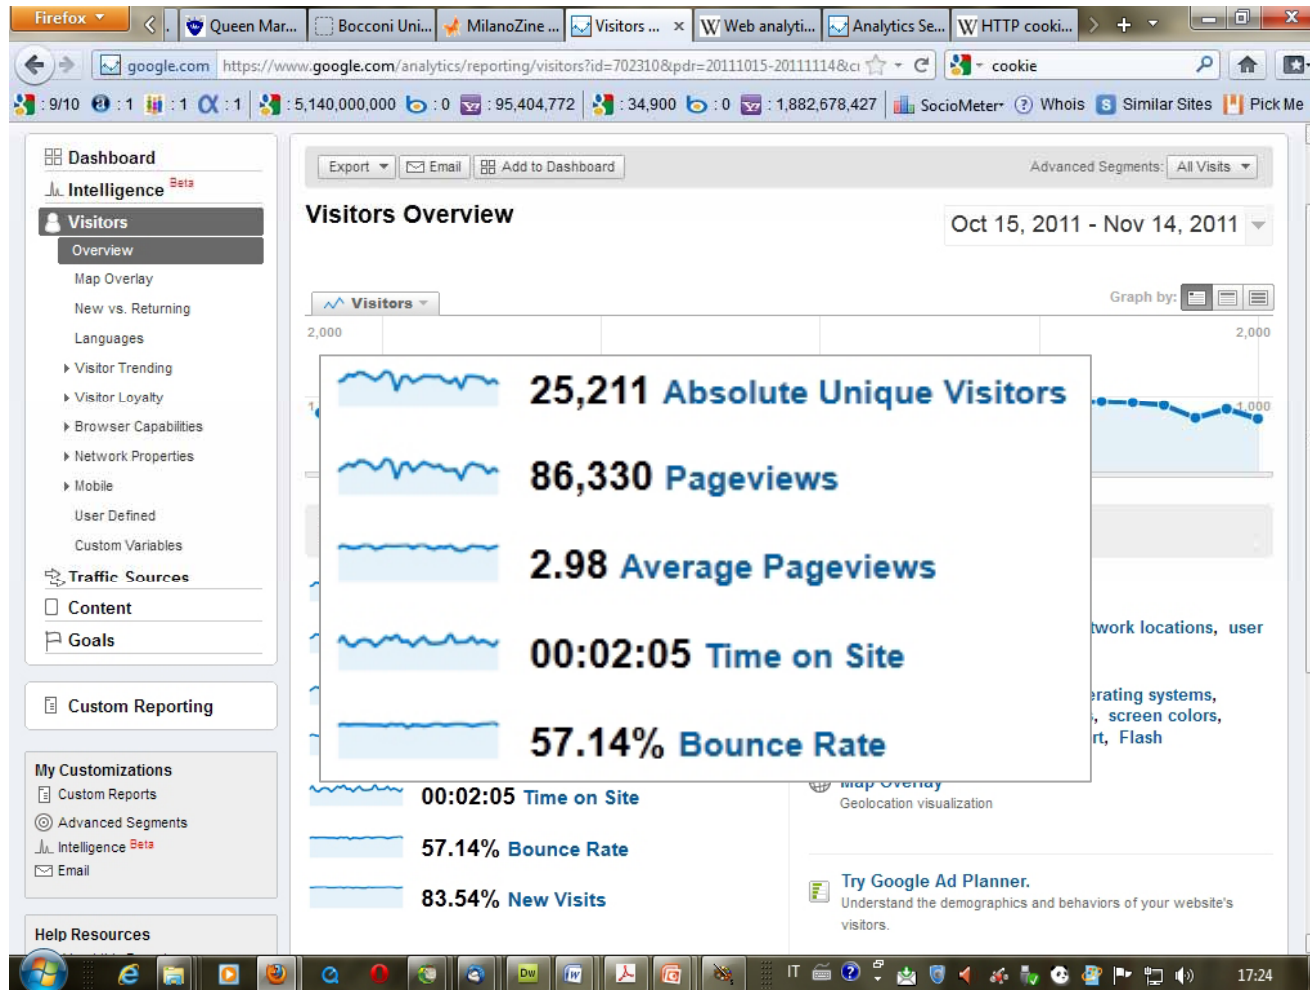 Firefox
Queen Mar...
Bocconi Uni...
MilanoZine ...
Visitors ...
Web analyti...
Analytics Se...
HTTP cooki...
google.com https://www.google.com/analytics/reporting/visitors?id=702310&pdr=20111015-20111114&c
cookie
: 9/10 : 1 : 1 : 1 : 5,140,000,000 : 0 : 95,404,772 : 34,900 : 0 : 1,882,678,427 SocioMeter Whois Similar Sites Pick Me
Dashboard
Intelligence Beta
Visitors
Overview
Map Overlay
New vs. Returning
Languages
Visitor Trending
Visitor Loyalty
Browser Capabilities
Network Properties
Mobile
User Defined
Custom Variables
Traffic Sources
Content
Goals
Custom Reporting
My Customizations
Custom Reports
Advanced Segments
Intelligence Beta
Email
Help Resources
Export Email Add to Dashboard
Advanced Segments: All Visits
Visitors Overview
Oct 15, 2011 - Nov 14, 2011
Visitors
Graph by:
2,000 2,000
1,000
25,211 Absolute Unique Visitors
86,330 Pageviews
2.98 Average Pageviews
00:02:05 Time on Site
57.14% Bounce Rate
twork locations, user
erating systems,
, screen colors,
rt, Flash
00:02:05 Time on Site
57.14% Bounce Rate
83.54% New Visits
Map Overlay
Geolocation visualization
Try Google Ad Planner.
Understand the demographics and behaviors of your website's
visitors.
Dw
IT
17:24